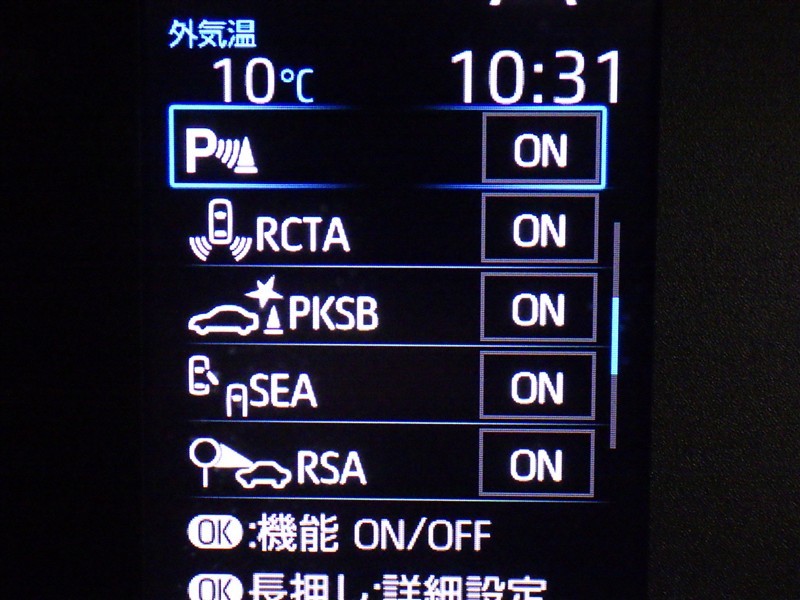 外気温
10℃ 10:31
P ON
RCTA ON
PKSB ON
SEA ON
RSA ON
OK:機能 ON/OFF
OK長押し:詳細設定